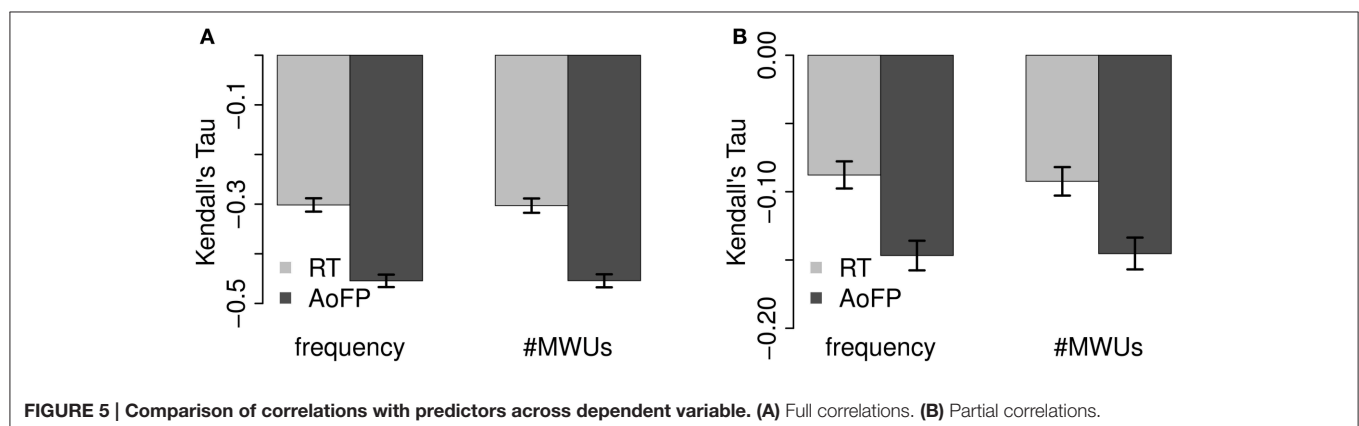 A
Kendall's Tau
−0.1
−0.3
−0.5
RT
AoFP
frequency
#MWUs
B
Kendall's Tau
0.00
−0.10
−0.20
RT
AoFP
frequency
#MWUs
FIGURE 5 | Comparison of correlations with predictors across dependent variable. (A) Full correlations. (B) Partial correlations.